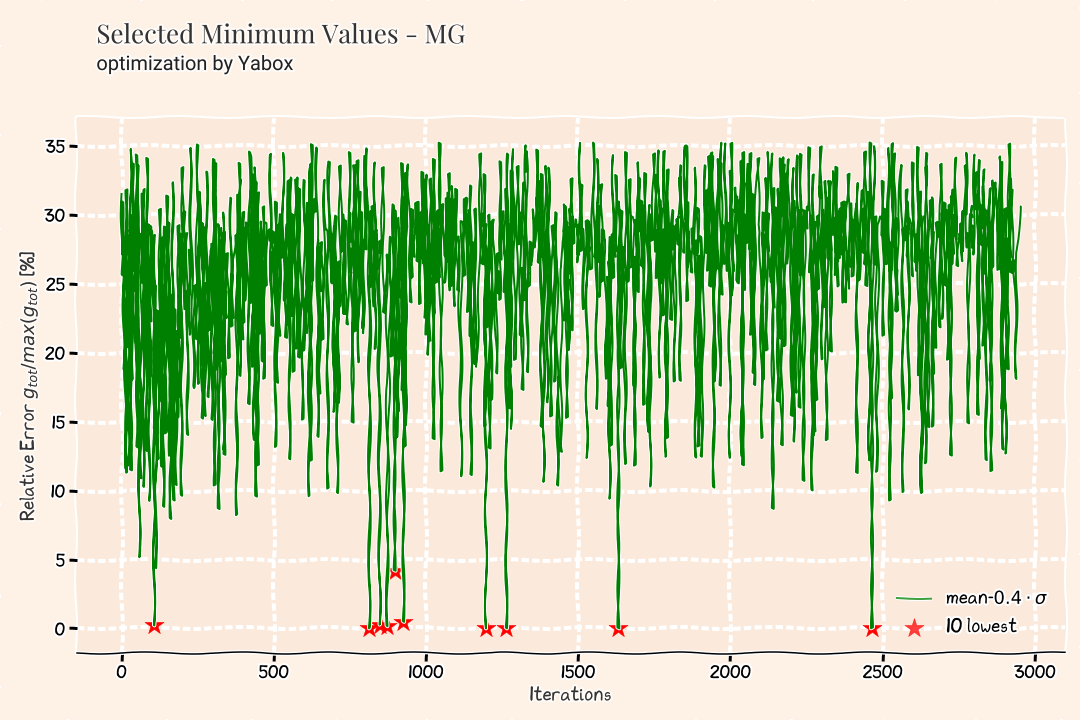 Selected Minimum Values - MG
optimization by Yabox
Relative Error g_tot/max(g_tot) [%]
35
30
25
20
15
10
5
0
mean-0.4 · σ
10 lowest
0 500 1000 1500 2000 2500 3000
Iterations